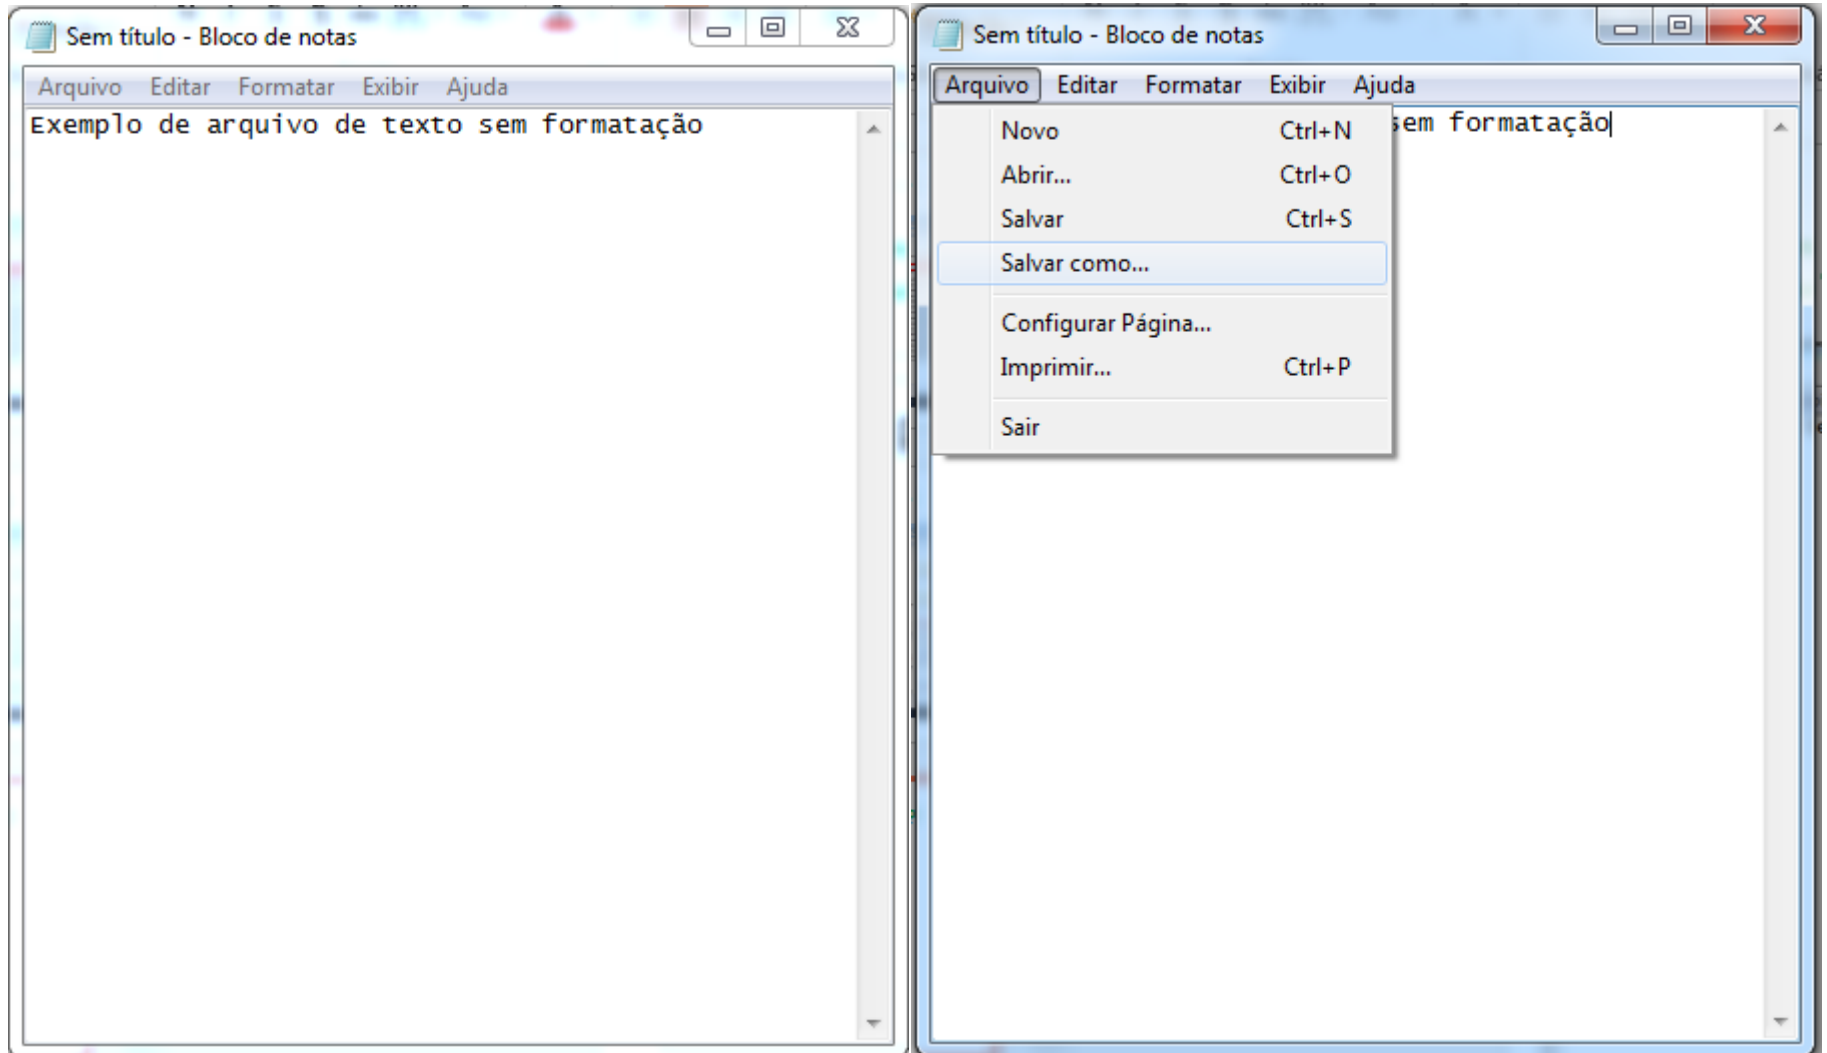 Sem título - Bloco de notas
Arquivo Editar Formatar Exibir Ajuda
Exemplo de arquivo de texto sem formatação
Sem título - Bloco de notas
Arquivo Editar Formatar Exibir Ajuda
sem formatação
Novo Ctrl+N
Abrir... Ctrl+O
Salvar Ctrl+S
Salvar como...
Configurar Página...
Imprimir... Ctrl+P
Sair